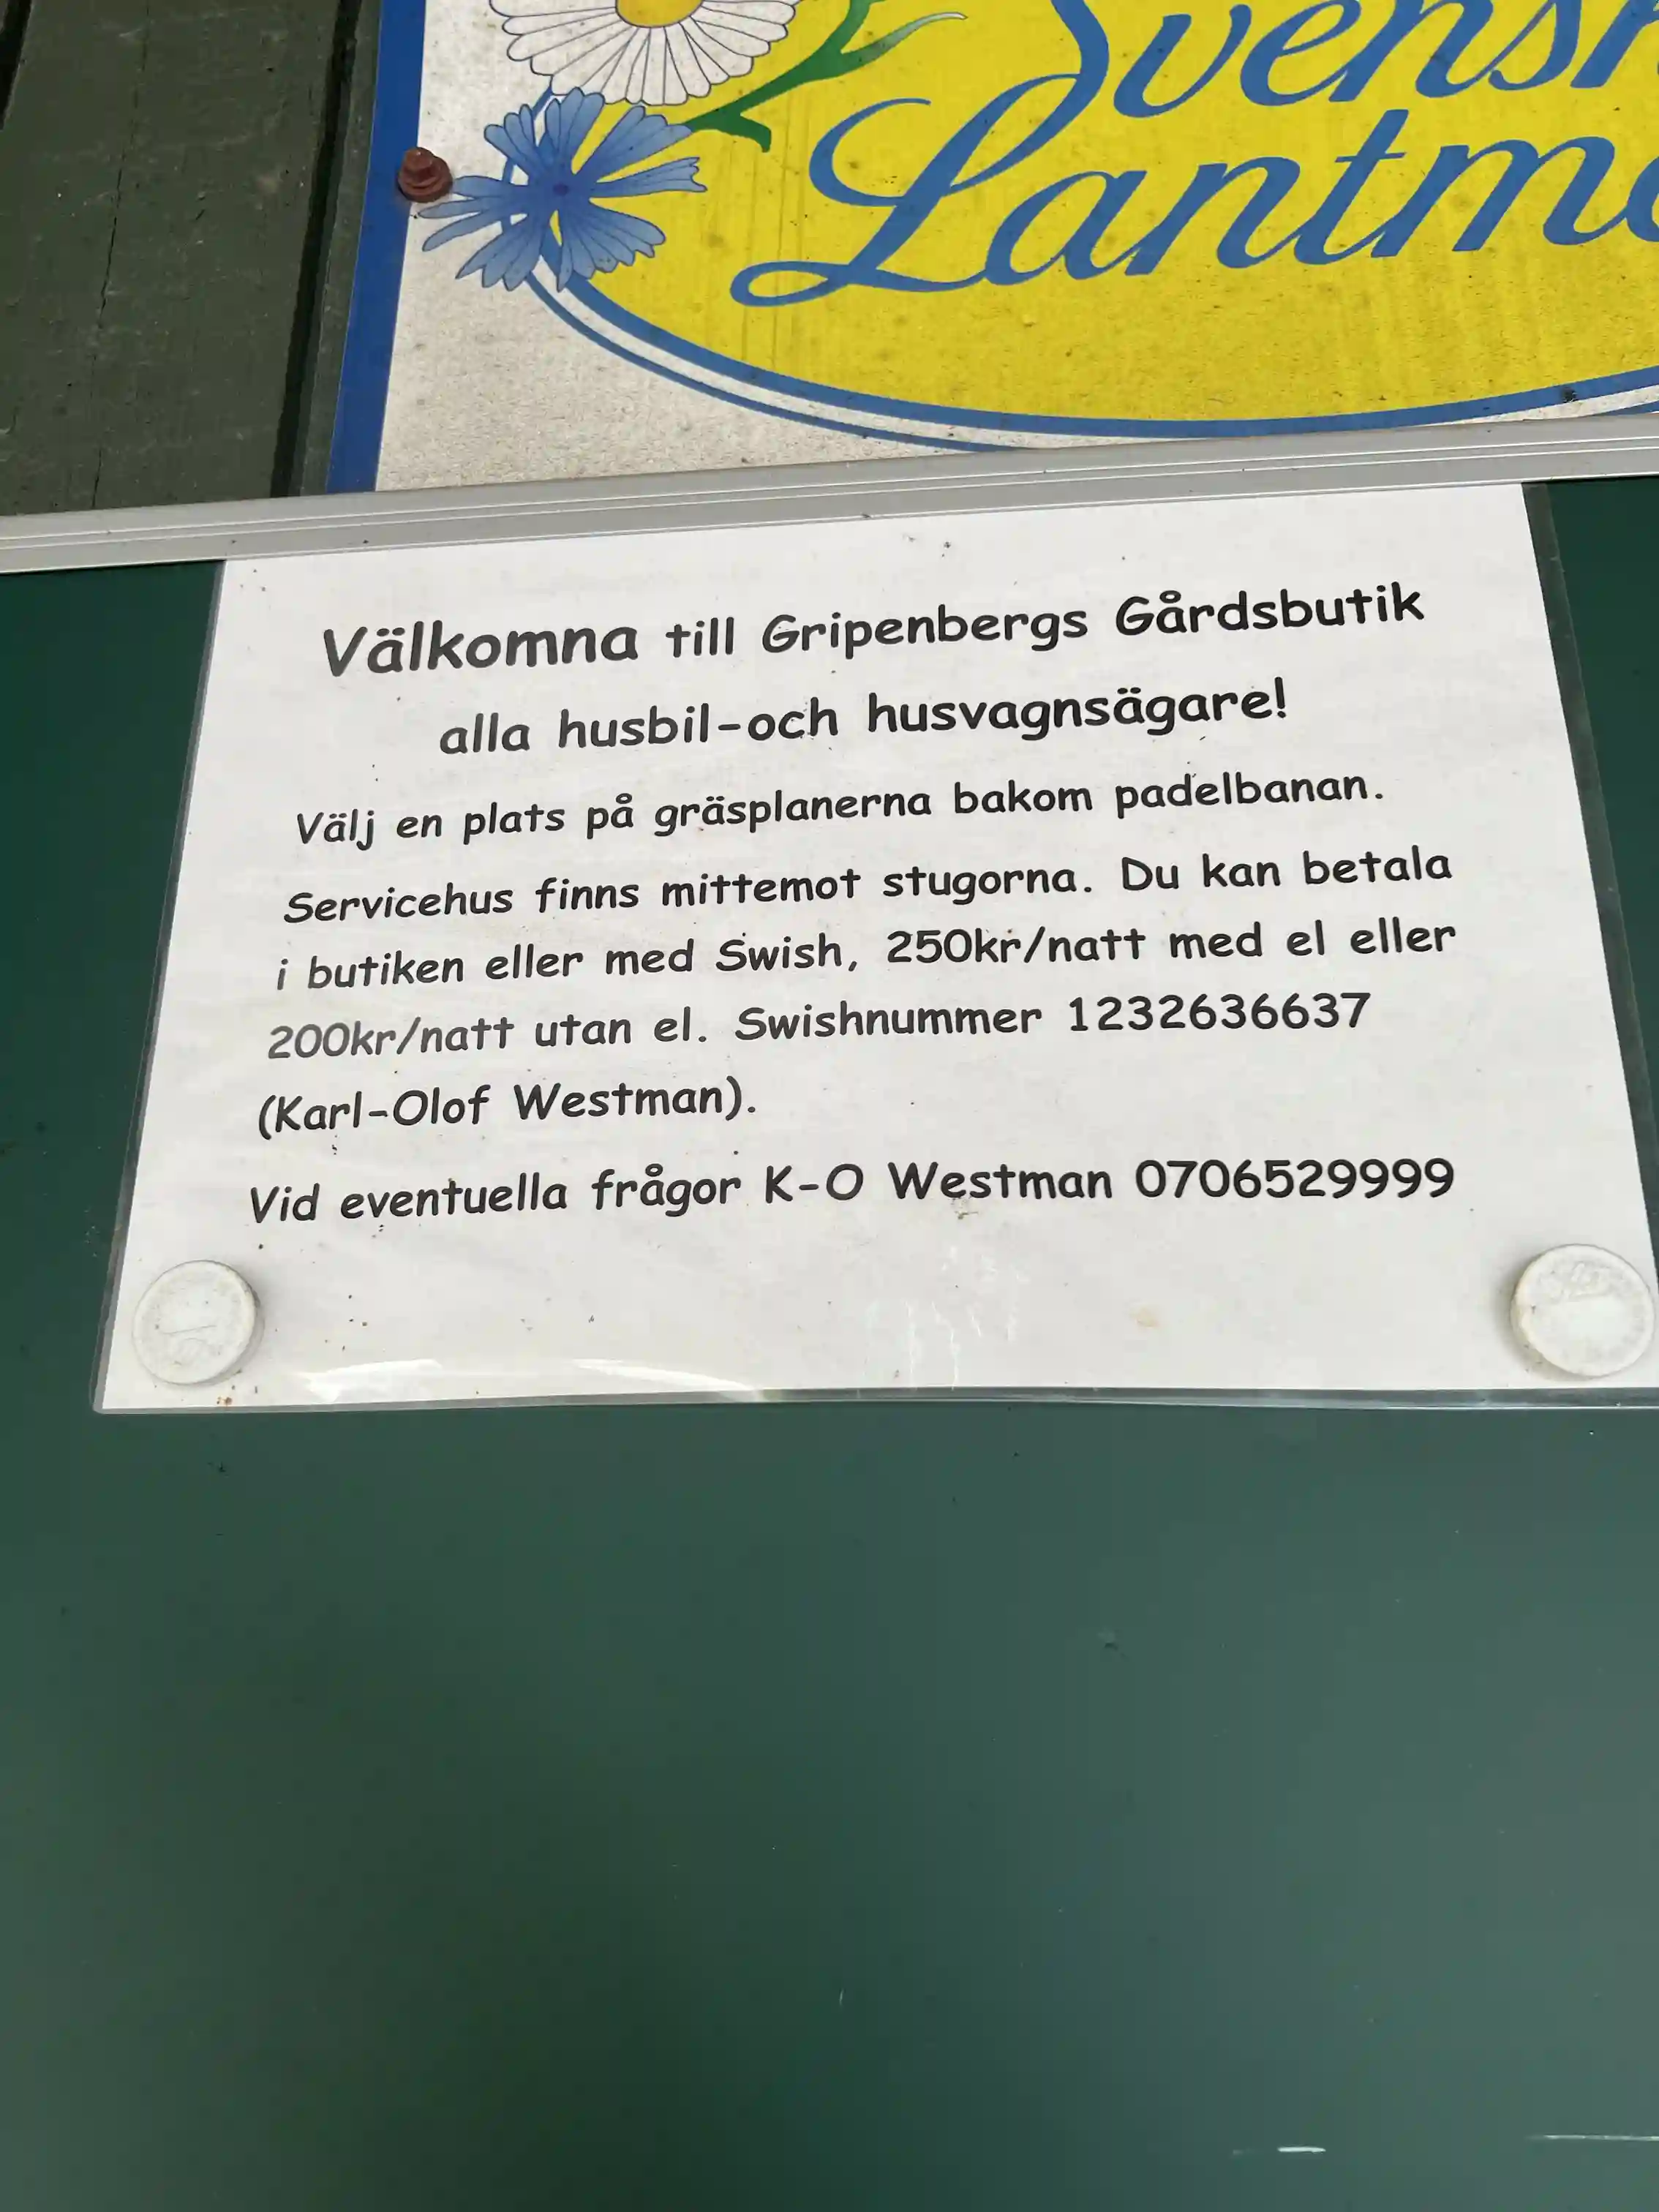 Lantm
Välkomna till Gripenbergs Gårdsbutik
alla husbil-och husvagnsägare!
Välj en plats på gräsplanerna bakom padelbanan.
Servicehus finns mittemot stugorna. Du kan betala
i butiken eller med Swish, 250kr/natt med el eller
200kr/natt utan el. Swishnummer 1232636637
(Karl-Olof Westman).
Vid eventuella frågor K-O Westman 0706529999